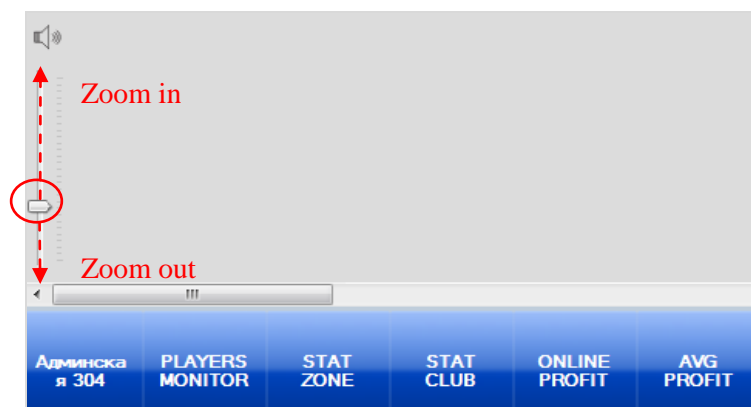 Zoom in
Zoom out
Админска
я 304
PLAYERS
MONITOR
STAT
ZONE
STAT
CLUB
ONLINE
PROFIT
AVG
PROFIT